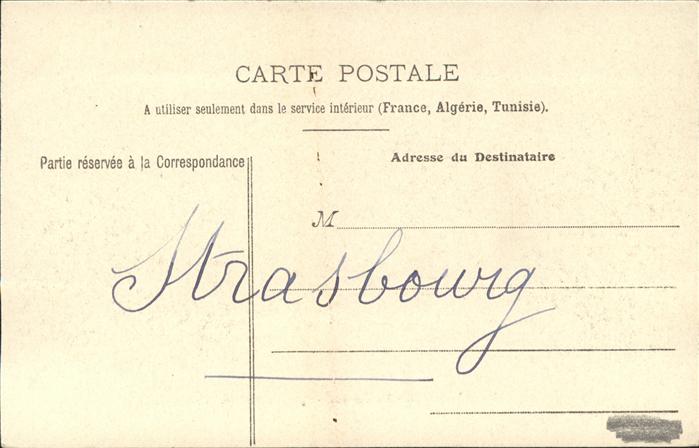 CARTE POSTALE
A utiliser seulement dans le service intérieur (France, Algérie, Tunisie).
Partie réservée à la Correspondance
Adresse du Destinataire
M
Strasbourg